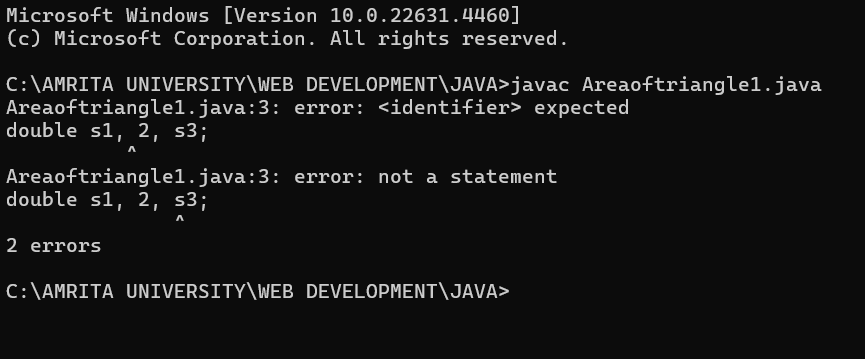 Microsoft Windows [Version 10.0.22631.4460]
(c) Microsoft Corporation. All rights reserved.
C:\AMRITA UNIVERSITY\WEB DEVELOPMENT\JAVA>javac Areaoftriangle1.java
Areaoftriangle1.java:3: error: <identifier> expected
double s1, 2, s3;
^
Areaoftriangle1.java:3: error: not a statement
double s1, 2, s3;
^
2 errors
C:\AMRITA UNIVERSITY\WEB DEVELOPMENT\JAVA>